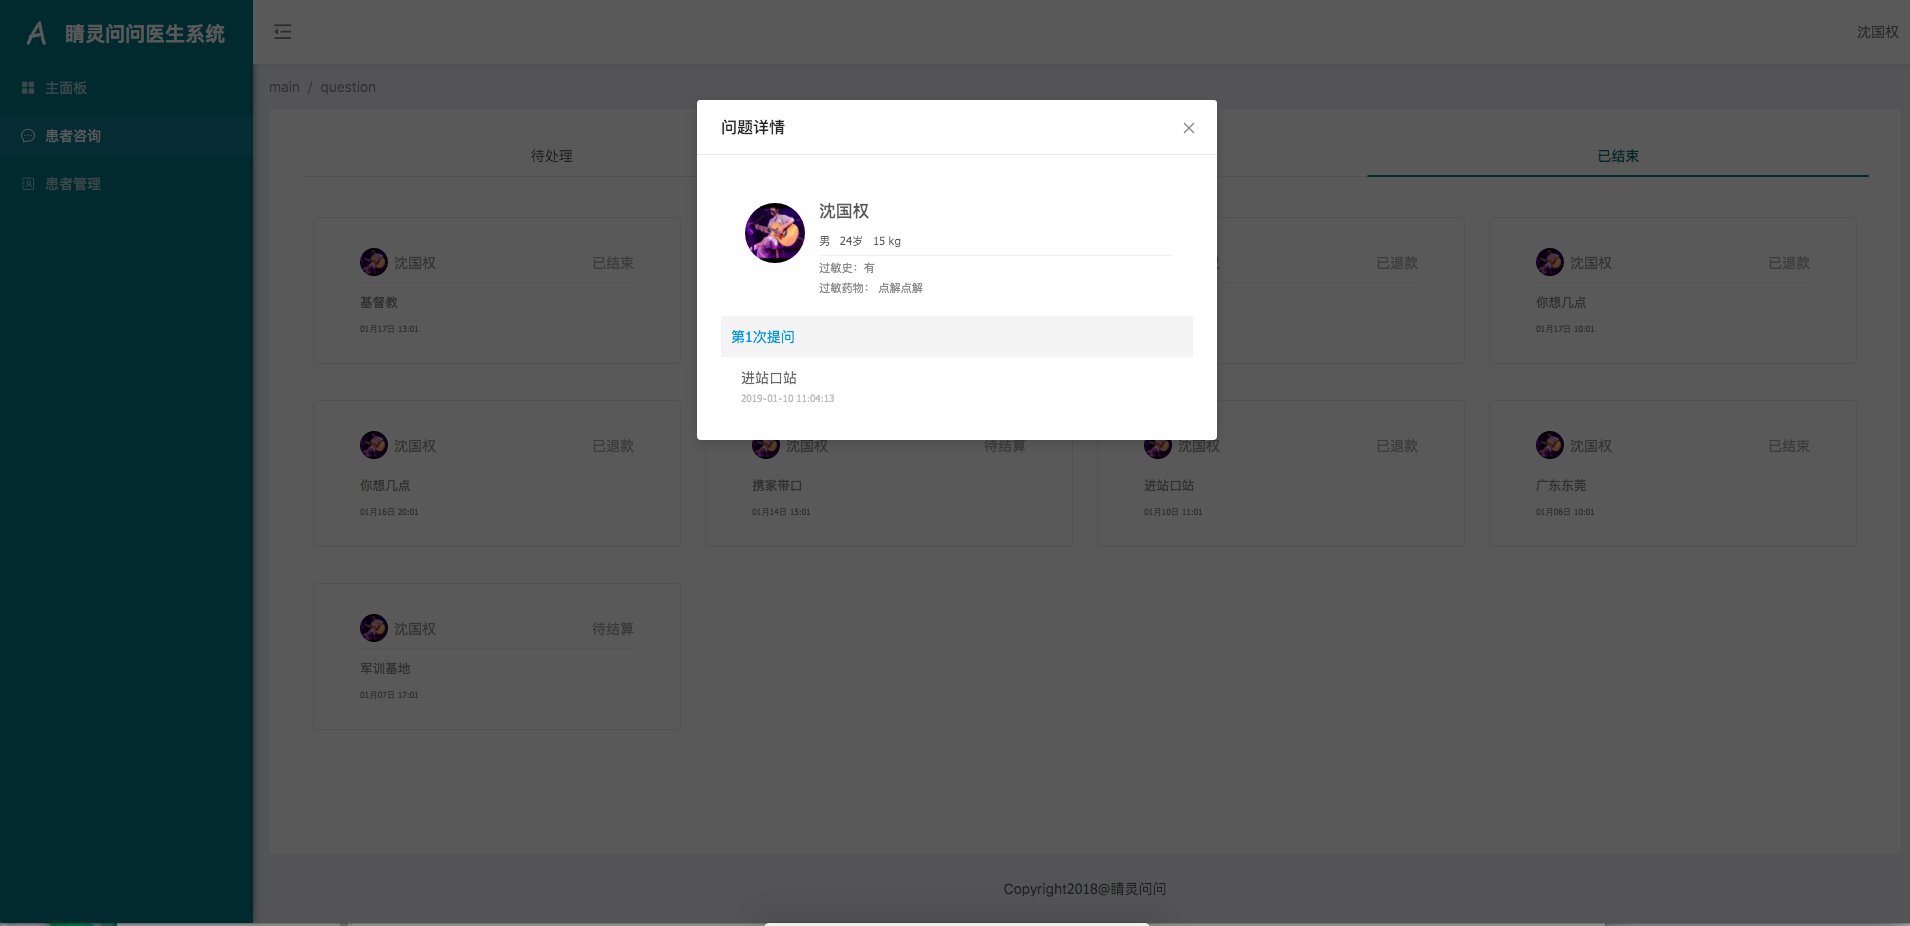 睛灵问问医生系统
沈国权
主面板
患者咨询
患者管理
main / question
待处理
已结束
问题详情
沈国权
男 24岁 15 kg
过敏史：有
过敏药物： 点解点解
第1次提问
进站口站
2019-01-10 11:04:13
沈国权 已结束
基督教
01月17日 13:01
已退款
沈国权 已退款
你想几点
01月17日 10:01
沈国权 已退款
你想几点
01月16日 20:01
沈国权 待结算
携家带口
01月14日 15:01
沈国权 已退款
进站口站
01月10日 11:01
沈国权 已结束
广东东莞
01月08日 10:01
沈国权 待结算
军训基地
01月07日 17:01
Copyright2018@睛灵问问